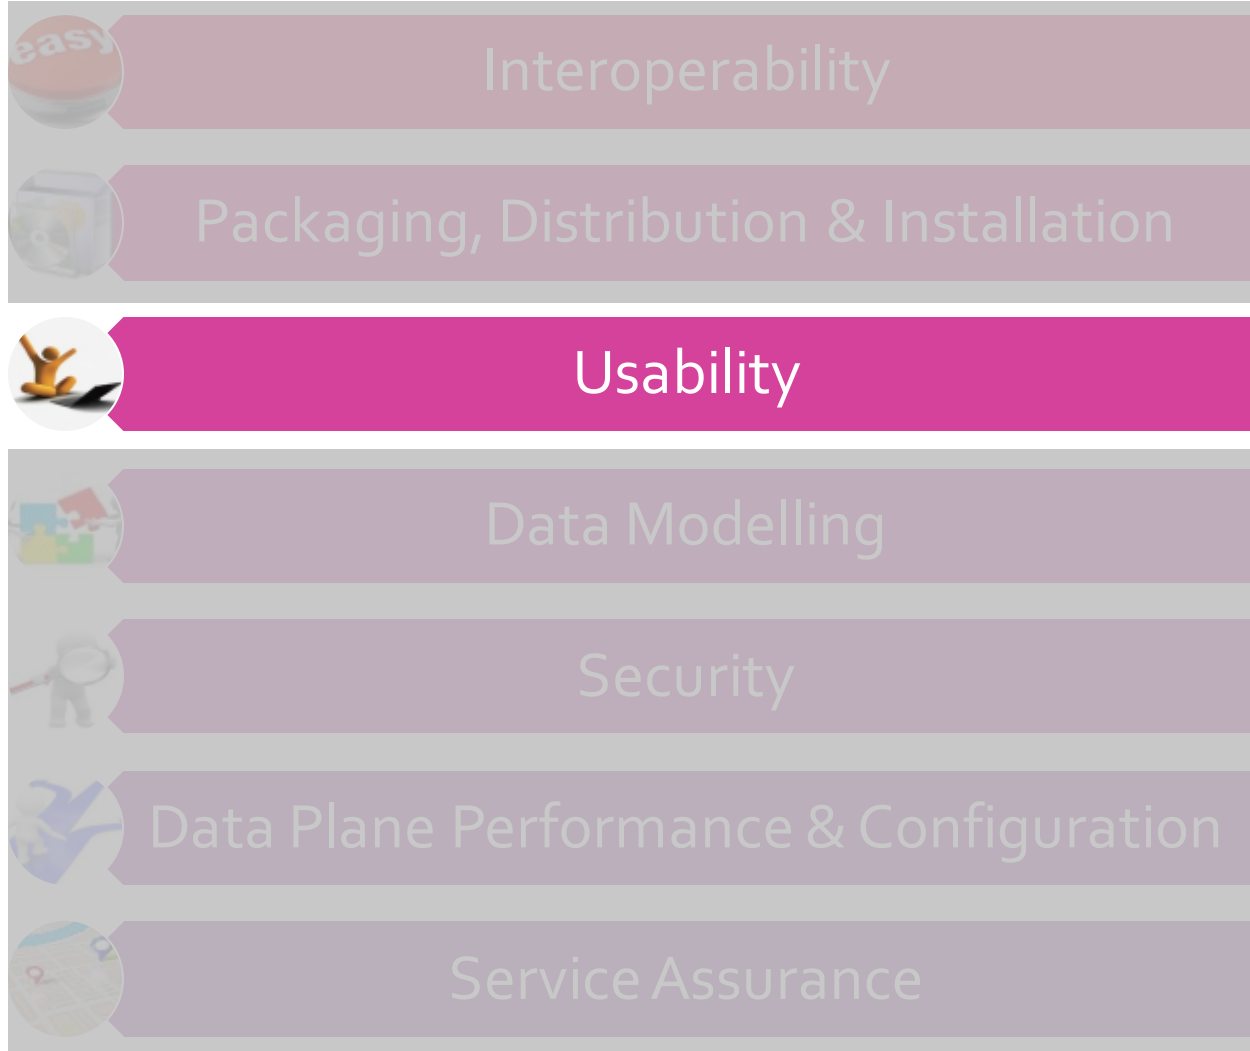 easy
Interoperability
Packaging, Distribution & Installation
Usability
Data Modelling
Security
Data Plane Performance & Configuration
Service Assurance